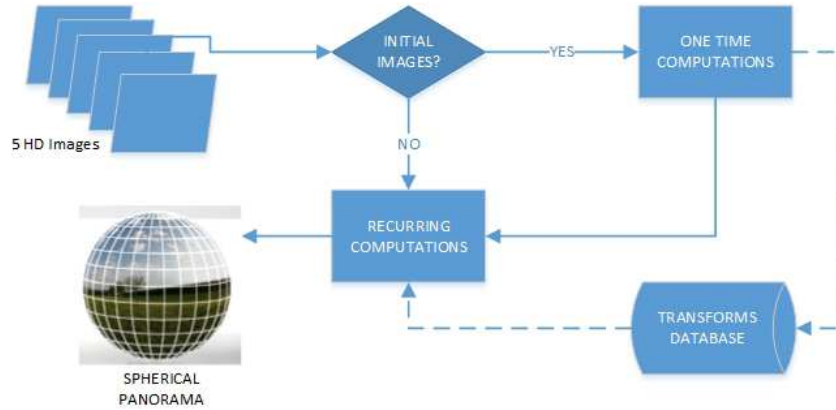 INITIAL
IMAGES?
YES
ONE TIME
COMPUTATIONS
5 HD Images
NO
RECURRING
COMPUTATIONS
TRANSFORMS
DATABASE
SPHERICAL
PANORAMA